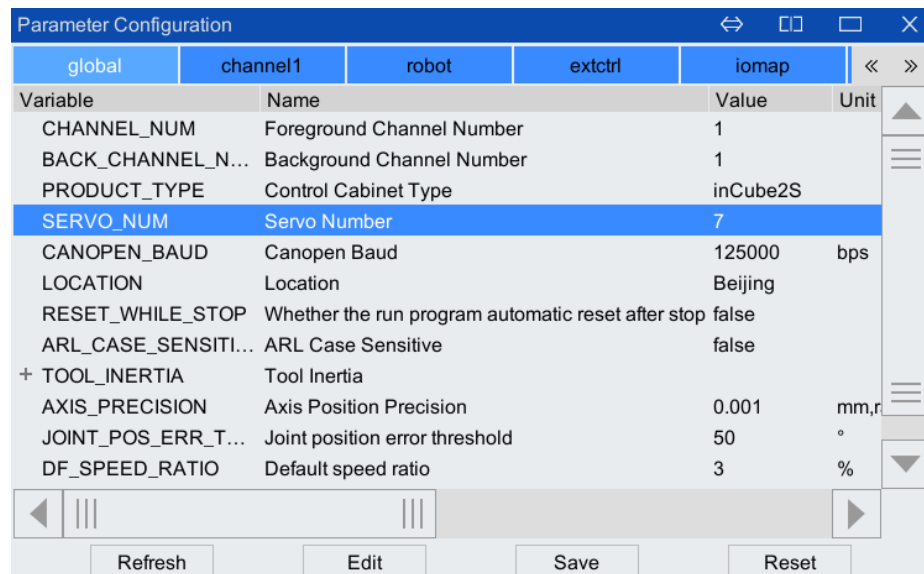 Parameter Configuration
global channel1 robot extctrl iomap
Variable Name Value Unit
CHANNEL_NUM Foreground Channel Number 1
BACK_CHANNEL_N... Background Channel Number 1
PRODUCT_TYPE Control Cabinet Type inCube2S
SERVO_NUM Servo Number 7
CANOPEN_BAUD Canopen Baud 125000 bps
LOCATION Location Beijing
RESET_WHILE_STOP Whether the run program automatic reset after stop false
ARL_CASE_SENSITI... ARL Case Sensitive false
+ TOOL_INERTIA Tool Inertia
AXIS_PRECISION Axis Position Precision 0.001 mm,r
JOINT_POS_ERR_T... Joint position error threshold 50 °
DF_SPEED_RATIO Default speed ratio 3 %
Refresh Edit Save Reset